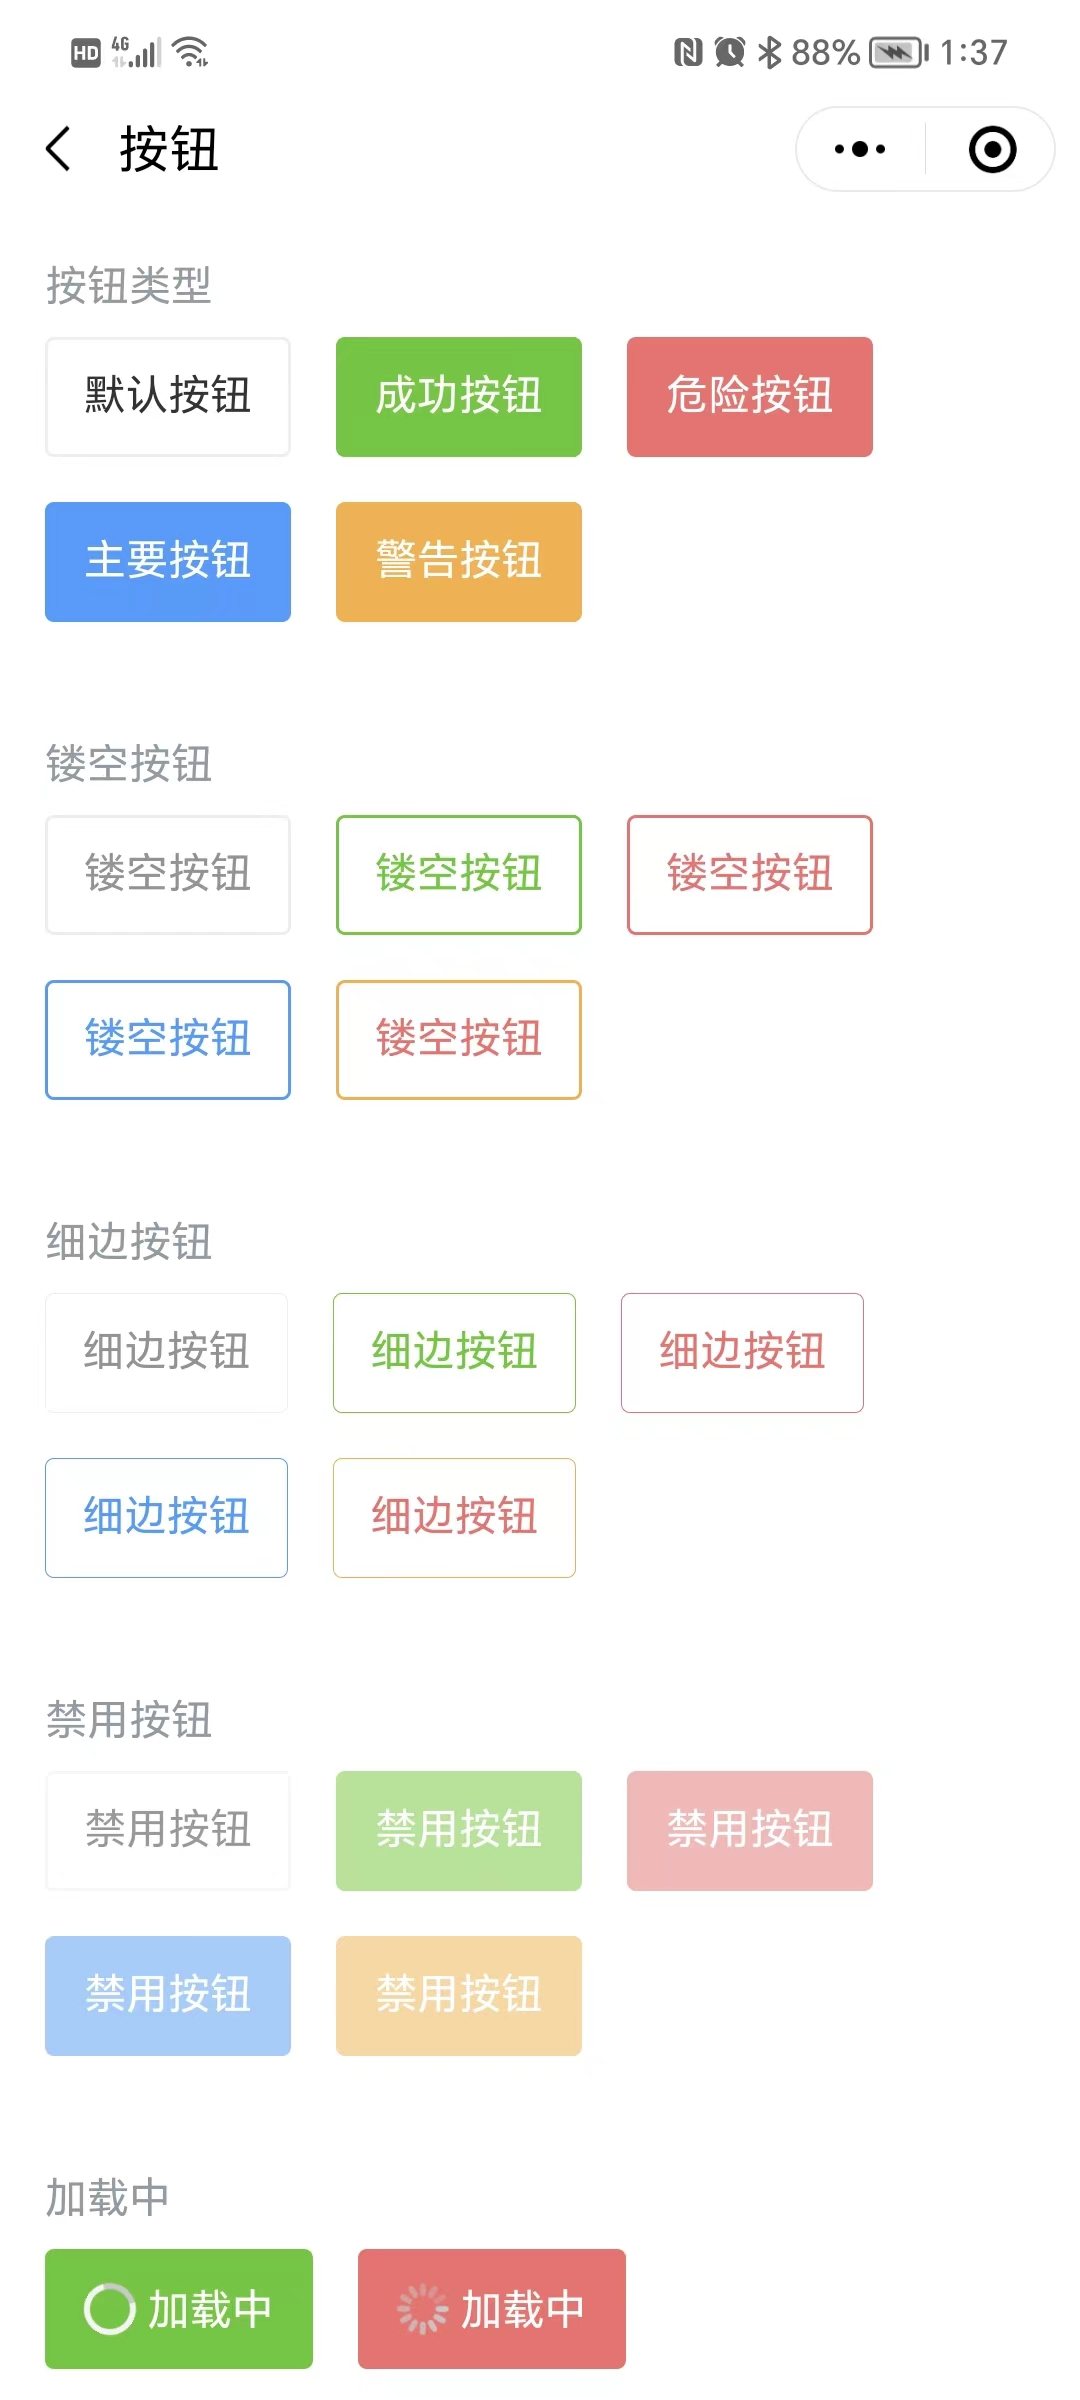 HD 4G 88% 1:37
按钮
按钮类型
默认按钮 成功按钮 危险按钮
主要按钮 警告按钮
镂空按钮
镂空按钮 镂空按钮 镂空按钮
镂空按钮 镂空按钮
细边按钮
细边按钮 细边按钮 细边按钮
细边按钮 细边按钮
禁用按钮
禁用按钮 禁用按钮 禁用按钮
禁用按钮 禁用按钮
加载中
加载中 加载中